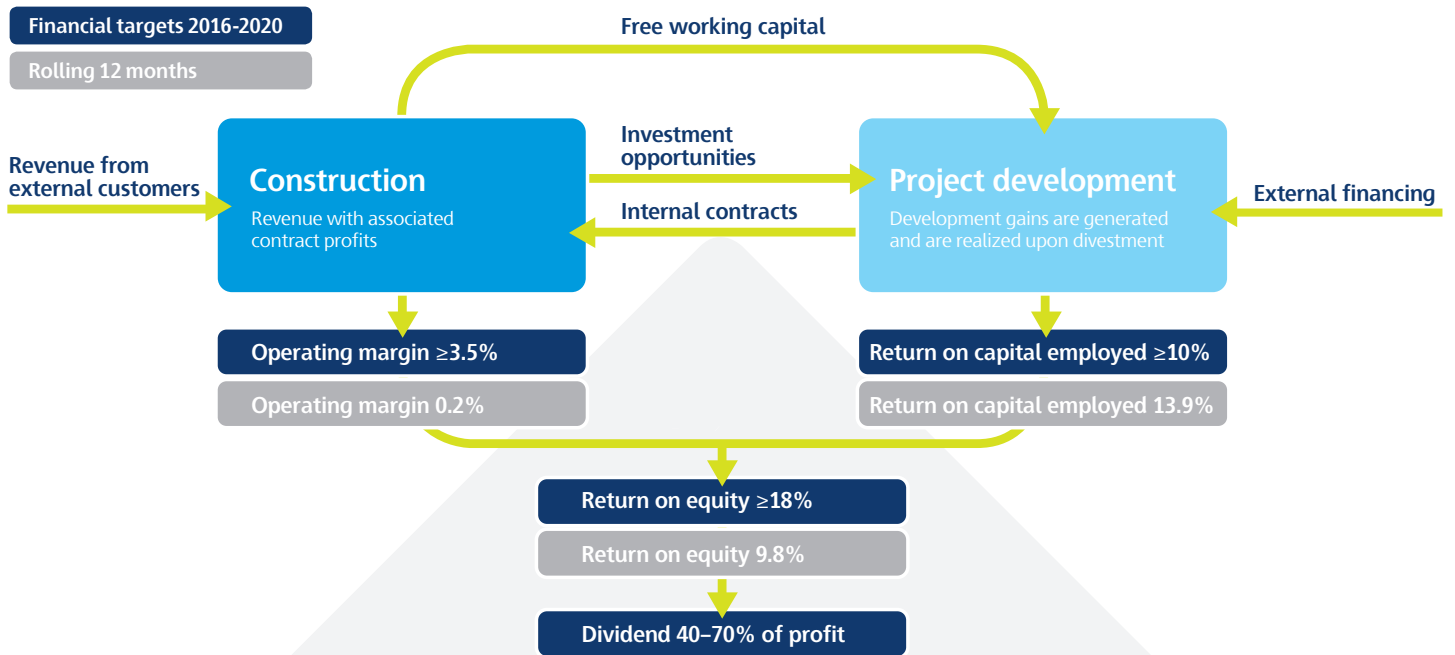 Financial targets 2016-2020
Rolling 12 months
Free working capital
Revenue from
external customers
Construction
Revenue with associated
contract profits
Investment
opportunities
Internal contracts
Project development
Development gains are generated
and are realized upon divestment
External financing
Operating margin ≥3.5%
Operating margin 0.2%
Return on capital employed ≥10%
Return on capital employed 13.9%
Return on equity ≥18%
Return on equity 9.8%
Dividend 40–70% of profit